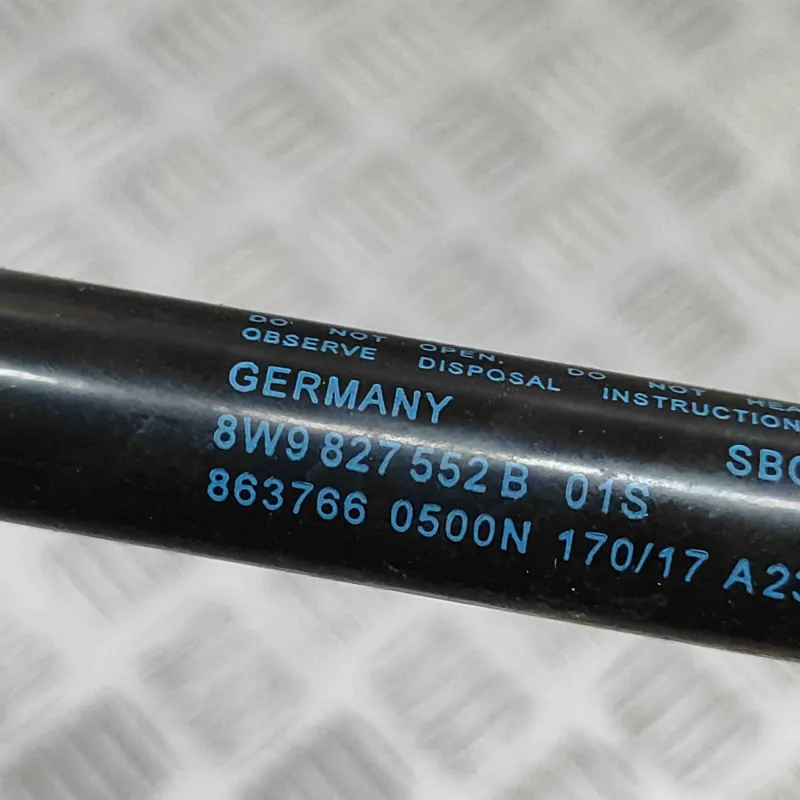 DO NOT OPEN. DO NOT HEA
OBSERVE DISPOSAL INSTRUCTION
GERMANY
8W9 827 552 B 01S SBC
863766 0500N 170/17 A2